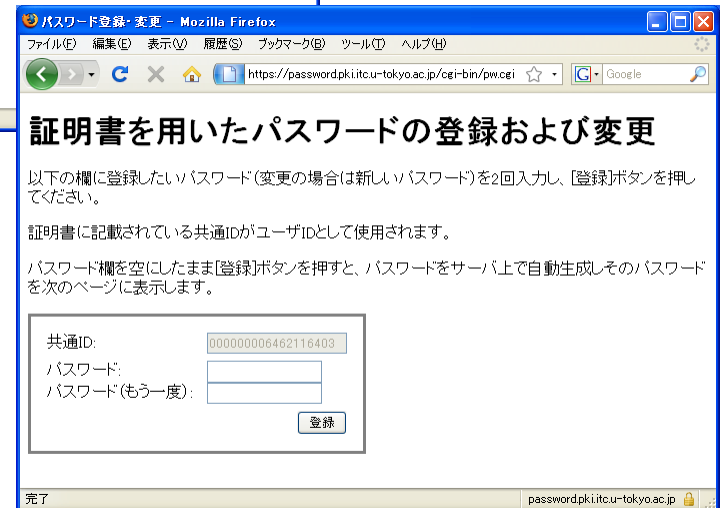 パスワード登録・変更 - Mozilla Firefox
ファイル(F) 編集(E) 表示(V) 履歴(S) ブックマーク(B) ツール(T) ヘルプ(H)
https://password.pki.itc.u-tokyo.ac.jp/cgi-bin/pw.cgi G Google
証明書を用いたパスワードの登録および変更
以下の欄に登録したいパスワード(変更の場合は新しいパスワード)を2回入力し、[登録]ボタンを押し
てください。
証明書に記載されている共通IDがユーザIDとして使用されます。
パスワード欄を空にしたまま[登録]ボタンを押すと、パスワードをサーバ上で自動生成しそのパスワード
を次のページに表示します。
共通ID: 000000006462116403
パスワード:
パスワード(もう一度):
登録
完了 password.pki.itc.u-tokyo.ac.jp